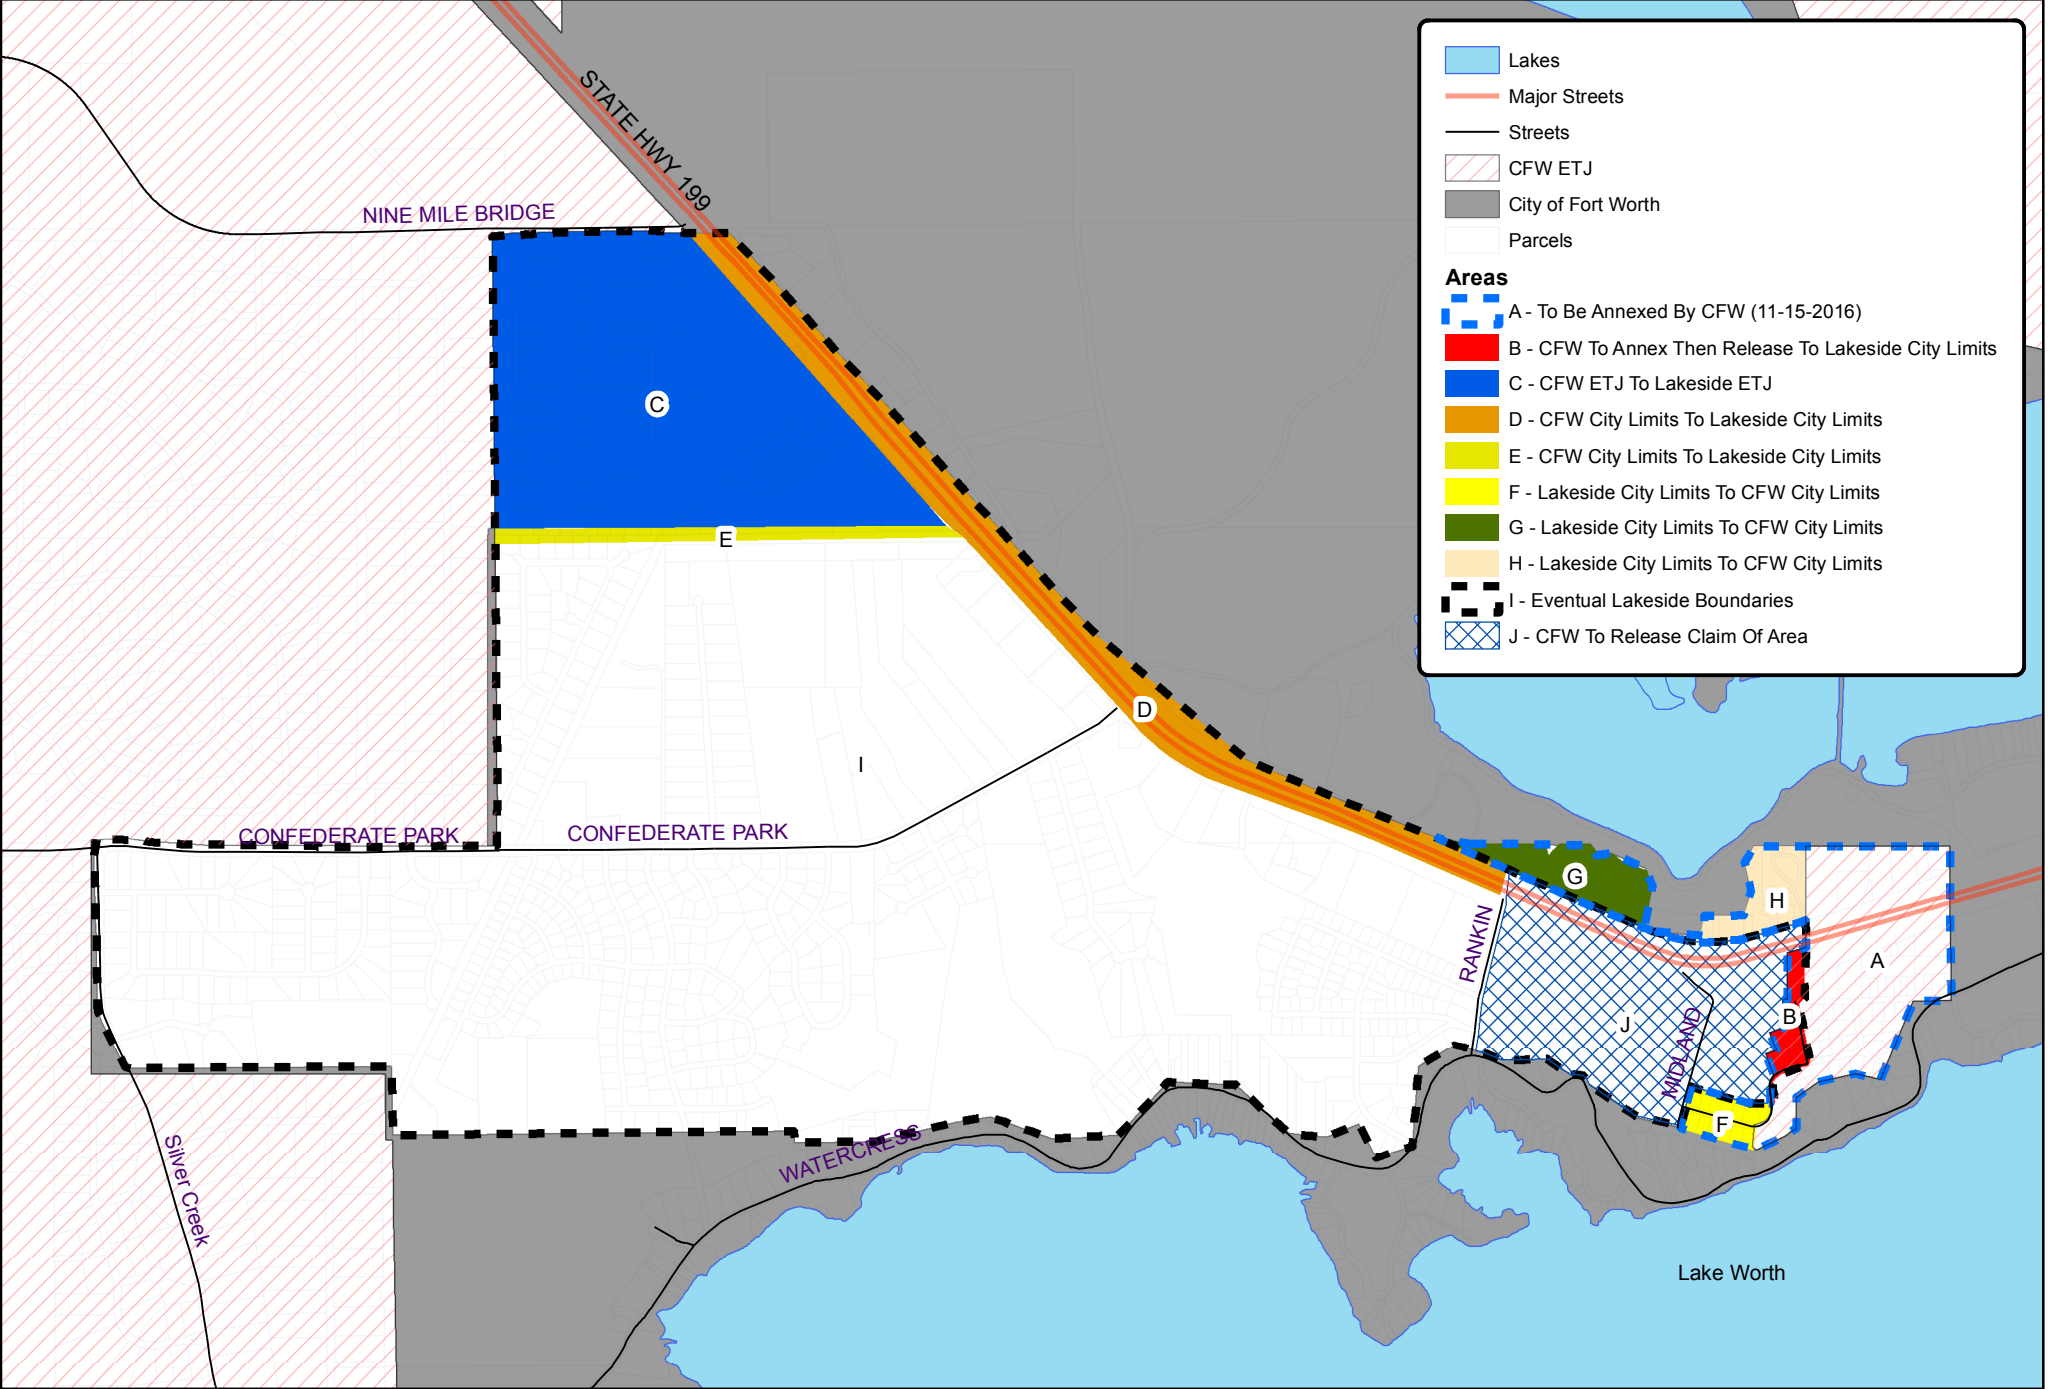 STATE HWY 199
NINE MILE BRIDGE
Lakes
Major Streets
Streets
CFW ETJ
City of Fort Worth
Parcels
Areas
A - To Be Annexed By CFW (11-15-2016)
B - CFW To Annex Then Release To Lakeside City Limits
C - CFW ETJ To Lakeside ETJ
D - CFW City Limits To Lakeside City Limits
E - CFW City Limits To Lakeside City Limits
F - Lakeside City Limits To CFW City Limits
G - Lakeside City Limits To CFW City Limits
H - Lakeside City Limits To CFW City Limits
I - Eventual Lakeside Boundaries
J - CFW To Release Claim Of Area
C
E
D
I
CONFEDERATE PARK
CONFEDERATE PARK
G
H
RANKIN
A
J
B
MIDLAND
F
WATERCRESS
Silver Creek
Lake Worth